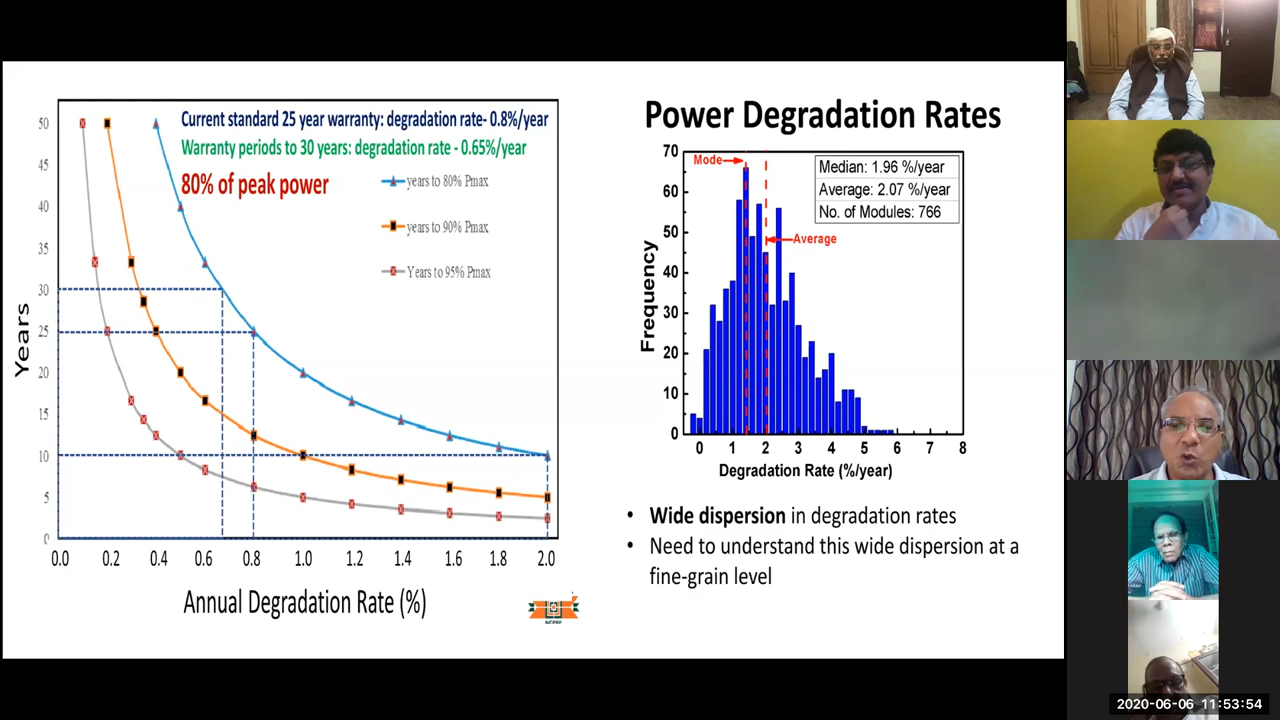 Current standard 25 year warranty: degradation rate- 0.8%/year
Warranty periods to 30 years: degradation rate - 0.65%/year
80% of peak power
years to 80% Pmax
years to 90% Pmax
Years to 95% Pmax
Years
50
45
40
35
30
25
20
15
10
5
0
0.0 0.2 0.4 0.6 0.8 1.0 1.2 1.4 1.6 1.8 2.0
Annual Degradation Rate (%)
NCPRE
Power Degradation Rates
Mode
Median: 1.96 %/year
Average: 2.07 %/year
No. of Modules: 766
Average
Frequency
70
60
50
40
30
20
10
0
0 1 2 3 4 5 6 7 8
Degradation Rate (%/year)
• Wide dispersion in degradation rates
• Need to understand this wide dispersion at a
fine-grain level
2020-06-06 11:53:54